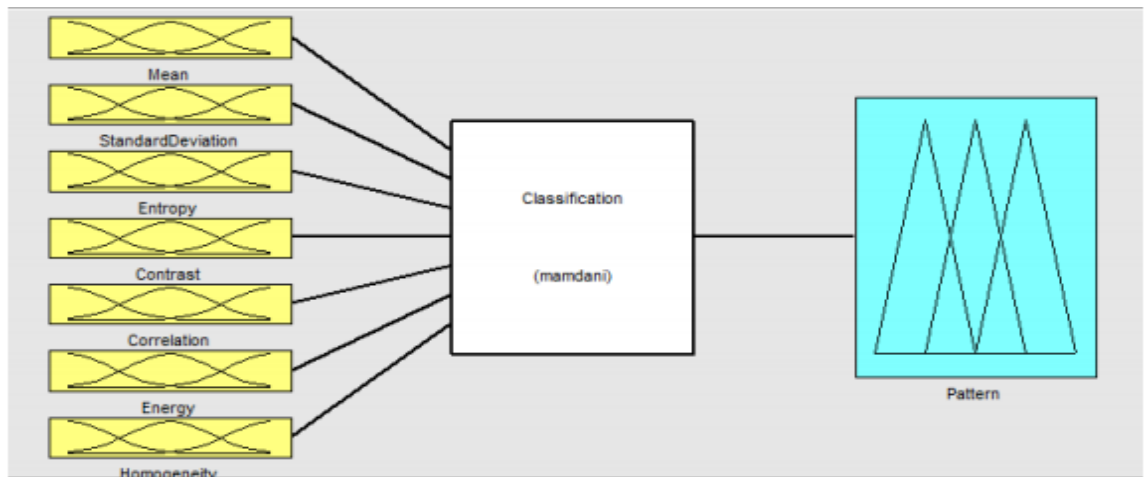 Mean
StandardDeviation
Entropy
Contrast
Correlation
Energy
Homogeneity
Classification
(mamdani)
Pattern